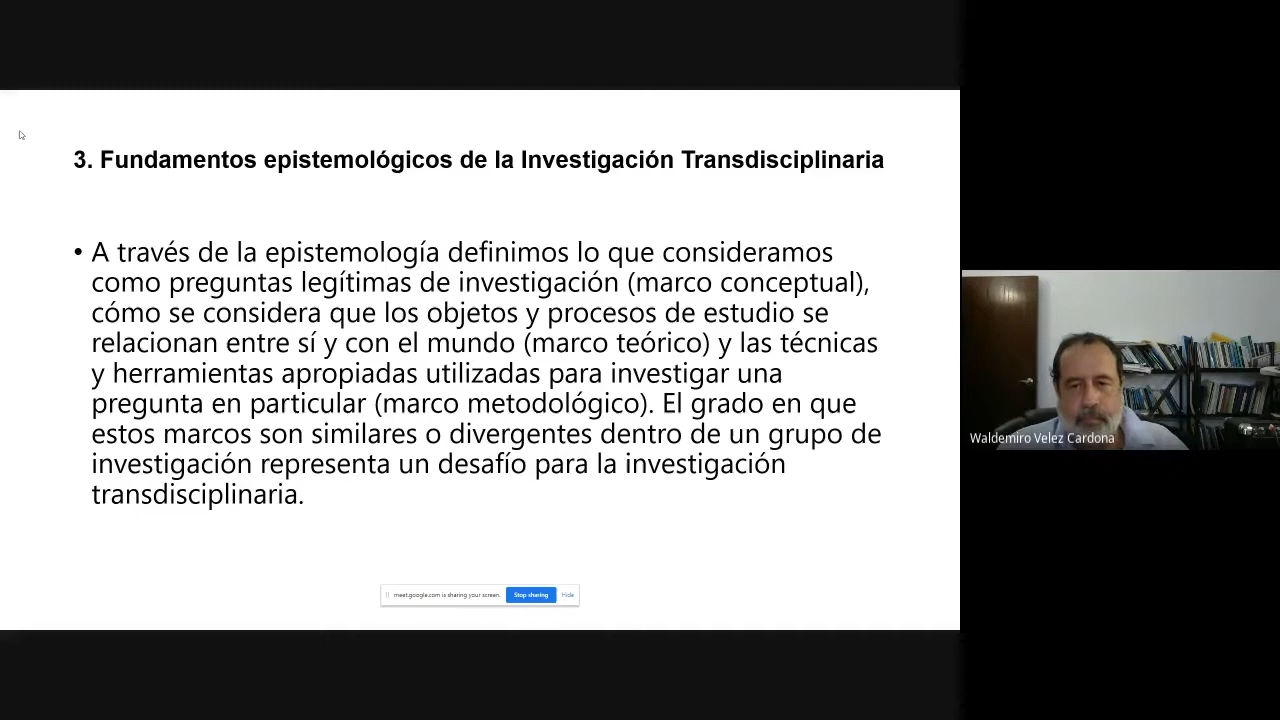 3. Fundamentos epistemológicos de la Investigación Transdisciplinaria
• A través de la epistemología definimos lo que consideramos
como preguntas legítimas de investigación (marco conceptual),
cómo se considera que los objetos y procesos de estudio se
relacionan entre sí y con el mundo (marco teórico) y las técnicas
y herramientas apropiadas utilizadas para investigar una
pregunta en particular (marco metodológico). El grado en que
estos marcos son similares o divergentes dentro de un grupo de
investigación representa un desafío para la investigación
transdisciplinaria.
Waldemiro Velez Cardona
meet.google.com is sharing your screen. Stop sharing Hide